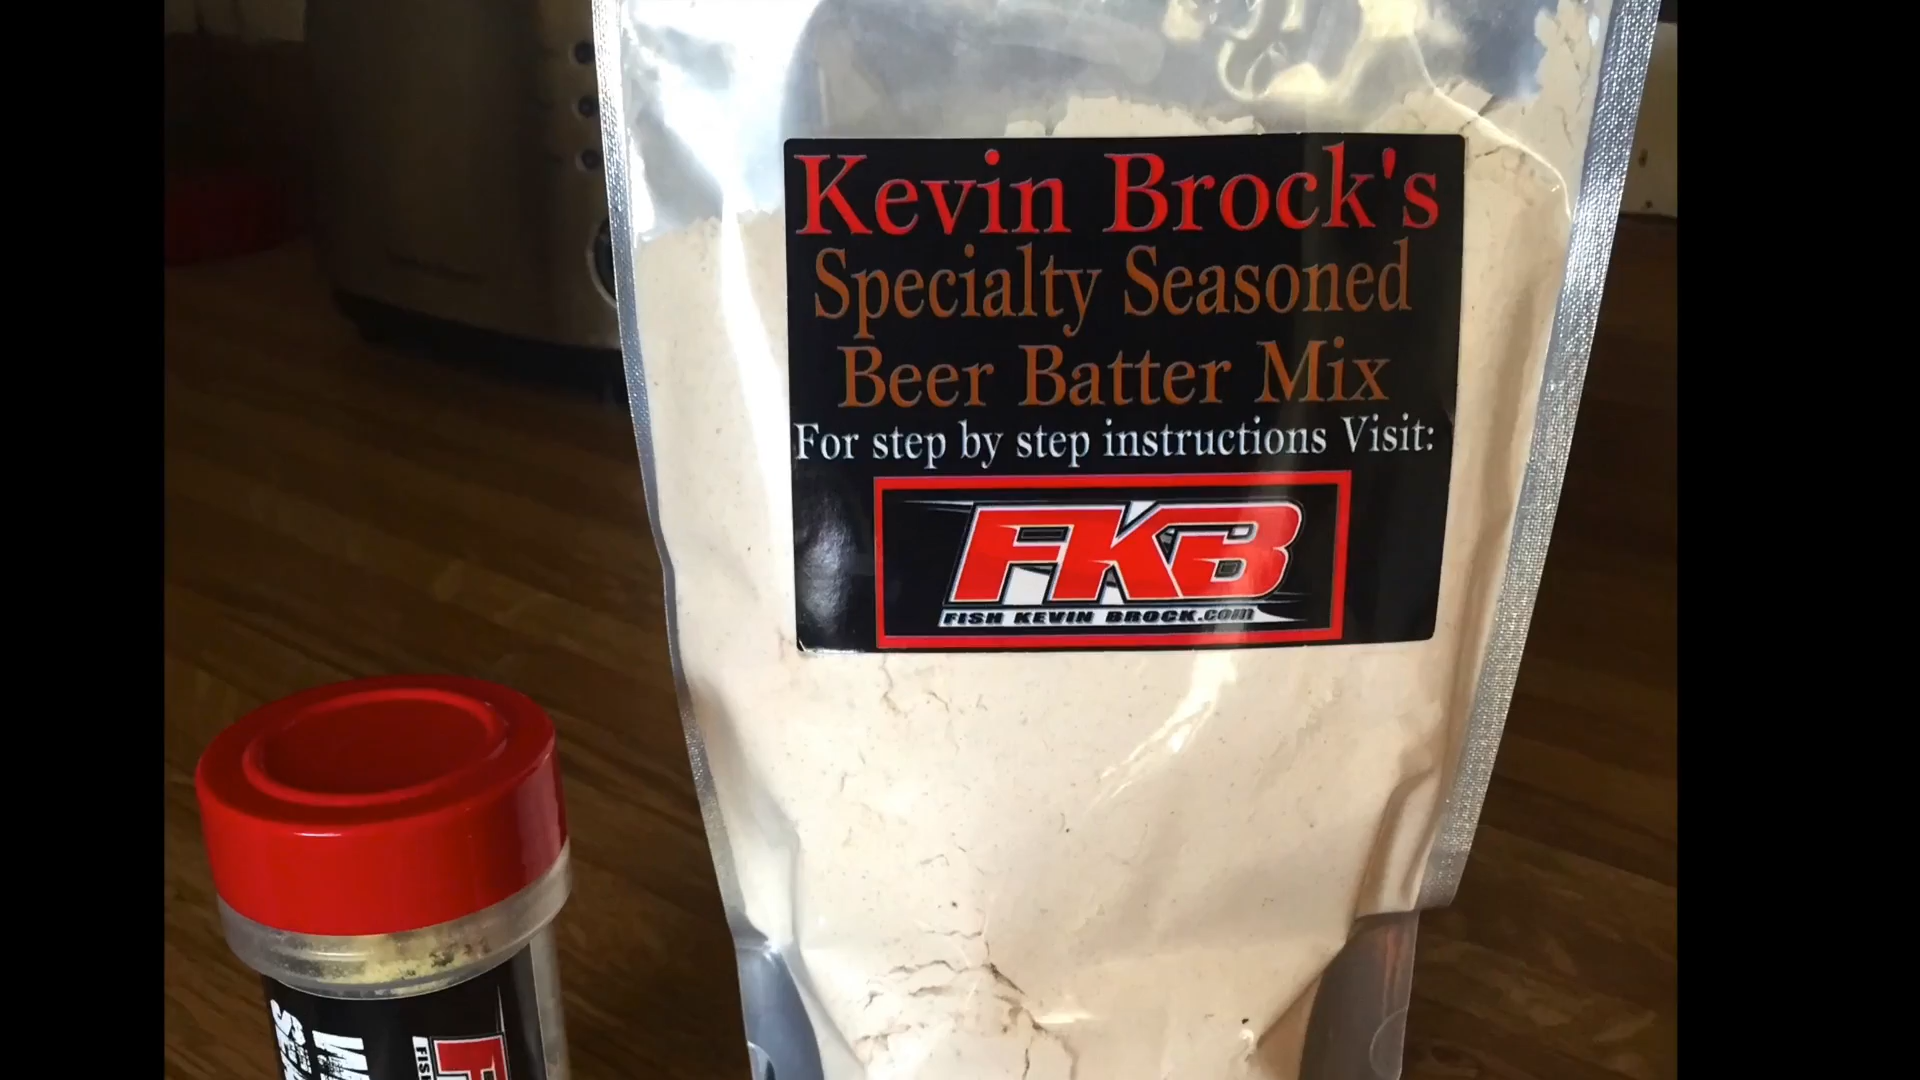 Kevin Brock's
Specialty Seasoned
Beer Batter Mix
For step by step instructions Visit:
FKB
FISH KEVIN BROCK.com